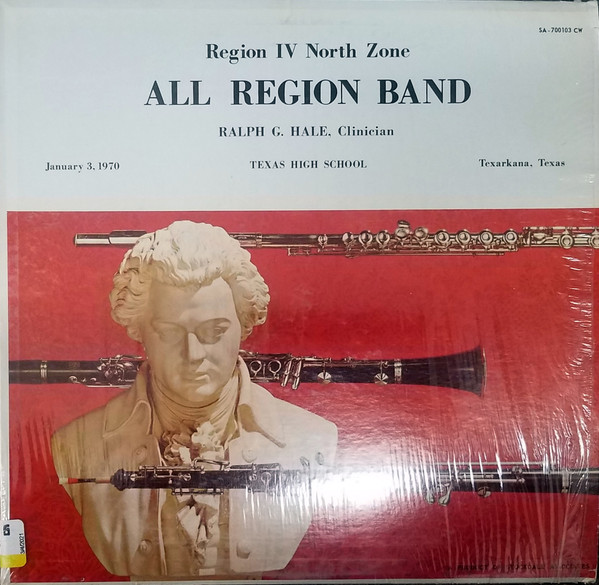 SA-700103 CW
Region IV North Zone
ALL REGION BAND
RALPH G. HALE, Clinician
January 3, 1970 TEXAS HIGH SCHOOL Texarkana, Texas